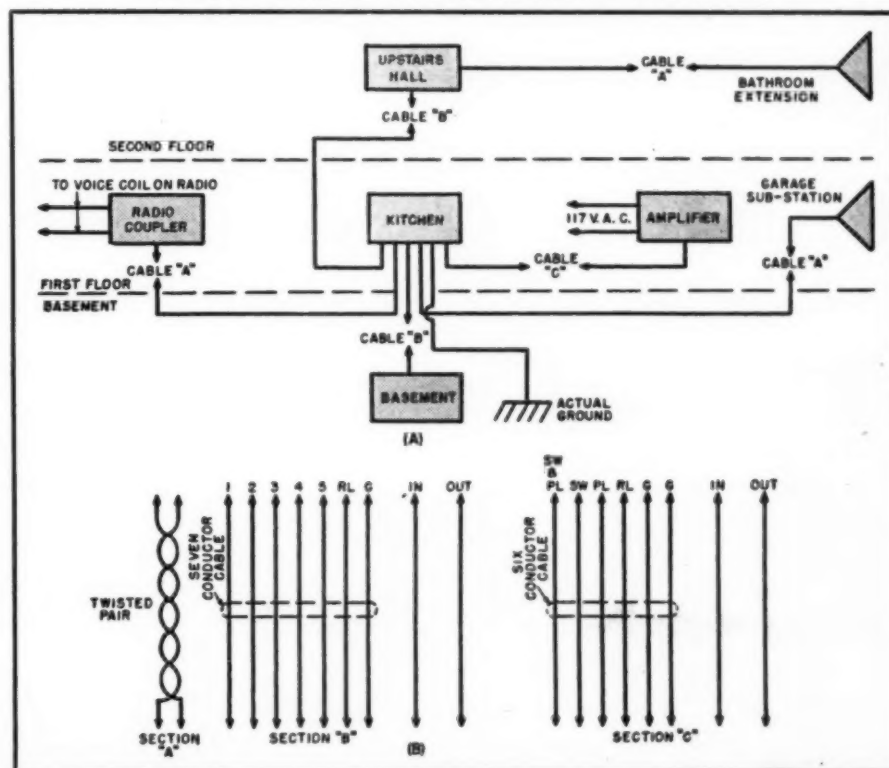 UPSTAIRS
HALL
CABLE
"A"
BATHROOM
EXTENSION
CABLE "B"
SECOND FLOOR
TO VOICE COIL ON RADIO
RADIO
COUPLER
KITCHEN
117 V. A. C.
AMPLIFIER
GARAGE
SUB-STATION
CABLE "A"
CABLE
"C"
CABLE "A"
FIRST FLOOR
BASEMENT
CABLE "B"
BASEMENT
ACTUAL
GROUND
(A)
SW
&
PL
1 2 3 4 5 RL G IN OUT
SW PL RL G G IN OUT
SEVEN
CONDUCTOR
CABLE
SIX
CONDUCTOR
CABLE
TWISTED
PAIR
SECTION
"A"
SECTION "B"
(B)
SECTION "C"